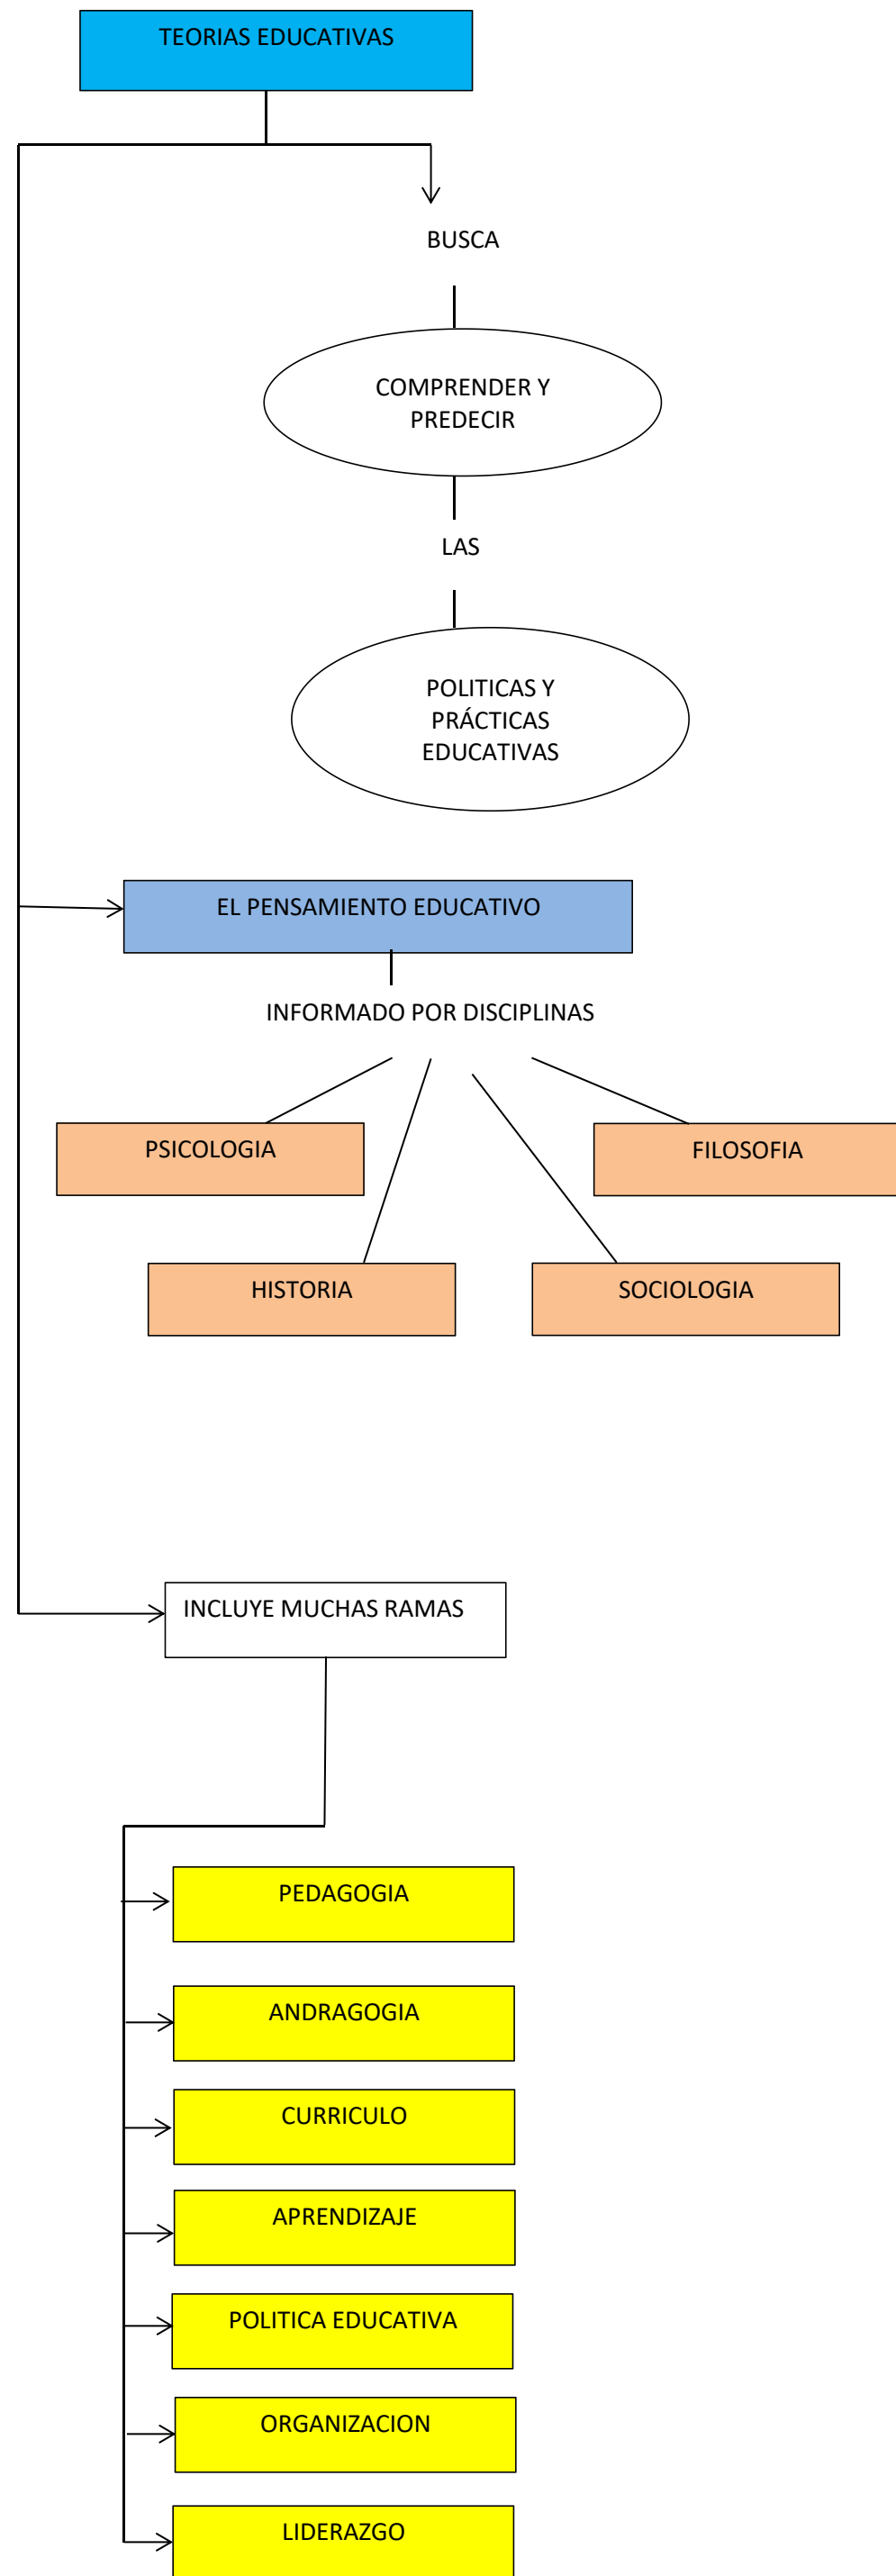 TEORIAS EDUCATIVAS
BUSCA
COMPRENDER Y
PREDECIR
LAS
POLITICAS Y
PRÁCTICAS
EDUCATIVAS
EL PENSAMIENTO EDUCATIVO
INFORMADO POR DISCIPLINAS
PSICOLOGIA
FILOSOFIA
HISTORIA
SOCIOLOGIA
INCLUYE MUCHAS RAMAS
PEDAGOGIA
ANDRAGOGIA
CURRICULO
APRENDIZAJE
POLITICA EDUCATIVA
ORGANIZACION
LIDERAZGO